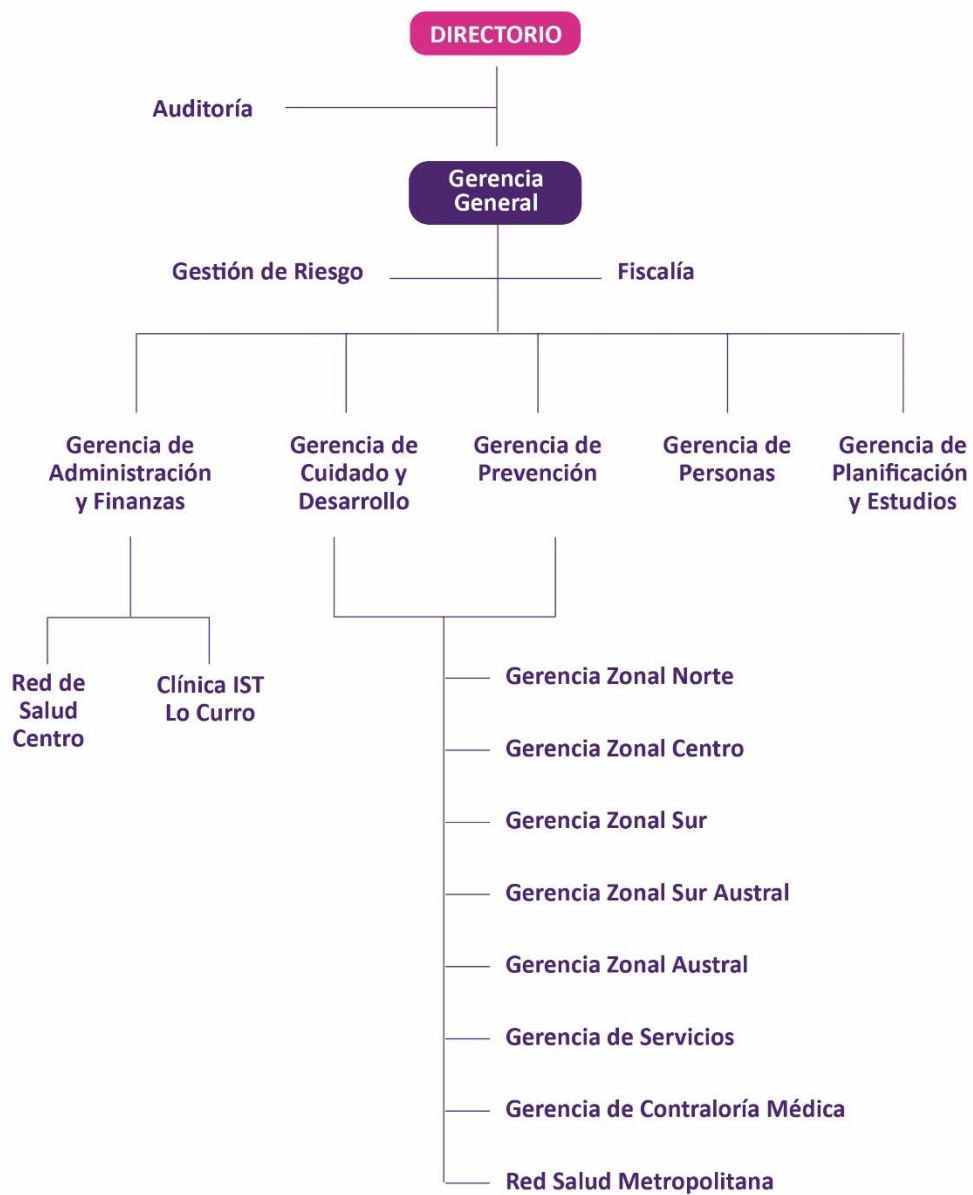 DIRECTORIO
Auditoría
Gerencia
General
Gestión de Riesgo
Fiscalía
Gerencia de
Administración
y Finanzas
Gerencia de
Cuidado y
Desarrollo
Gerencia de
Prevención
Gerencia de
Personas
Gerencia de
Planificación
y Estudios
Red de
Salud
Centro
Clínica IST
Lo Curro
Gerencia Zonal Norte
Gerencia Zonal Centro
Gerencia Zonal Sur
Gerencia Zonal Sur Austral
Gerencia Zonal Austral
Gerencia de Servicios
Gerencia de Contraloría Médica
Red Salud Metropolitana